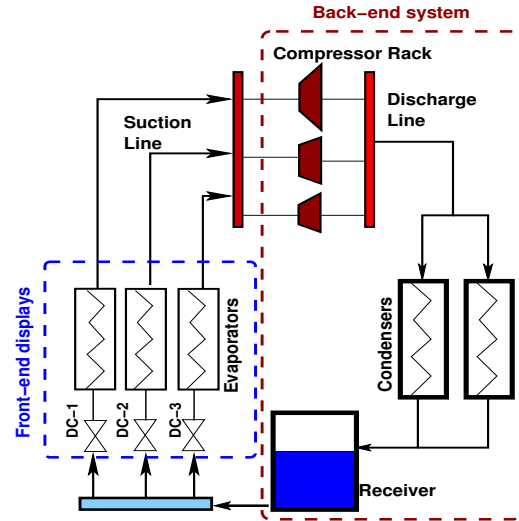 Back−end system
Compressor Rack
Suction
Line
Discharge
Line
Front−end displays
Evaporators
Condensers
DC−1
DC−2
DC−3
Receiver